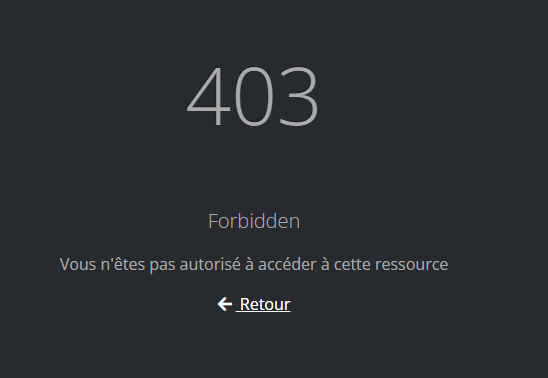 403
Forbidden
Vous n'êtes pas autorisé à accéder à cette ressource
Retour